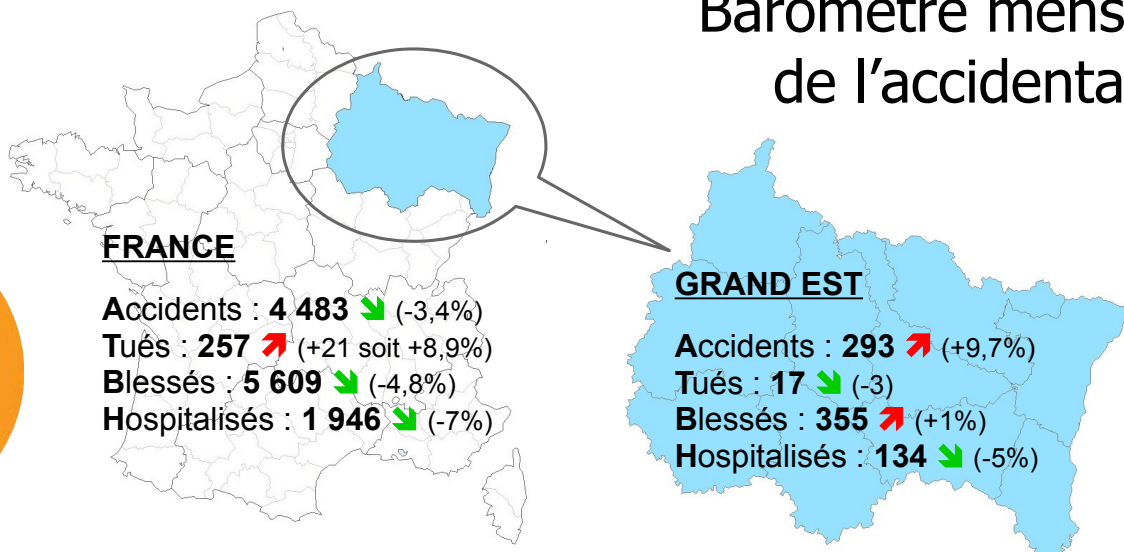 Baromètre mens
de l'accidenta
FRANCE
Accidents : 4 483 (-3,4%)
Tués : 257 (+21 soit +8,9%)
Blessés : 5 609 (-4,8%)
Hospitalisés : 1 946 (-7%)
GRAND EST
Accidents : 293 (+9,7%)
Tués : 17 (-3)
Blessés : 355 (+1%)
Hospitalisés : 134 (-5%)